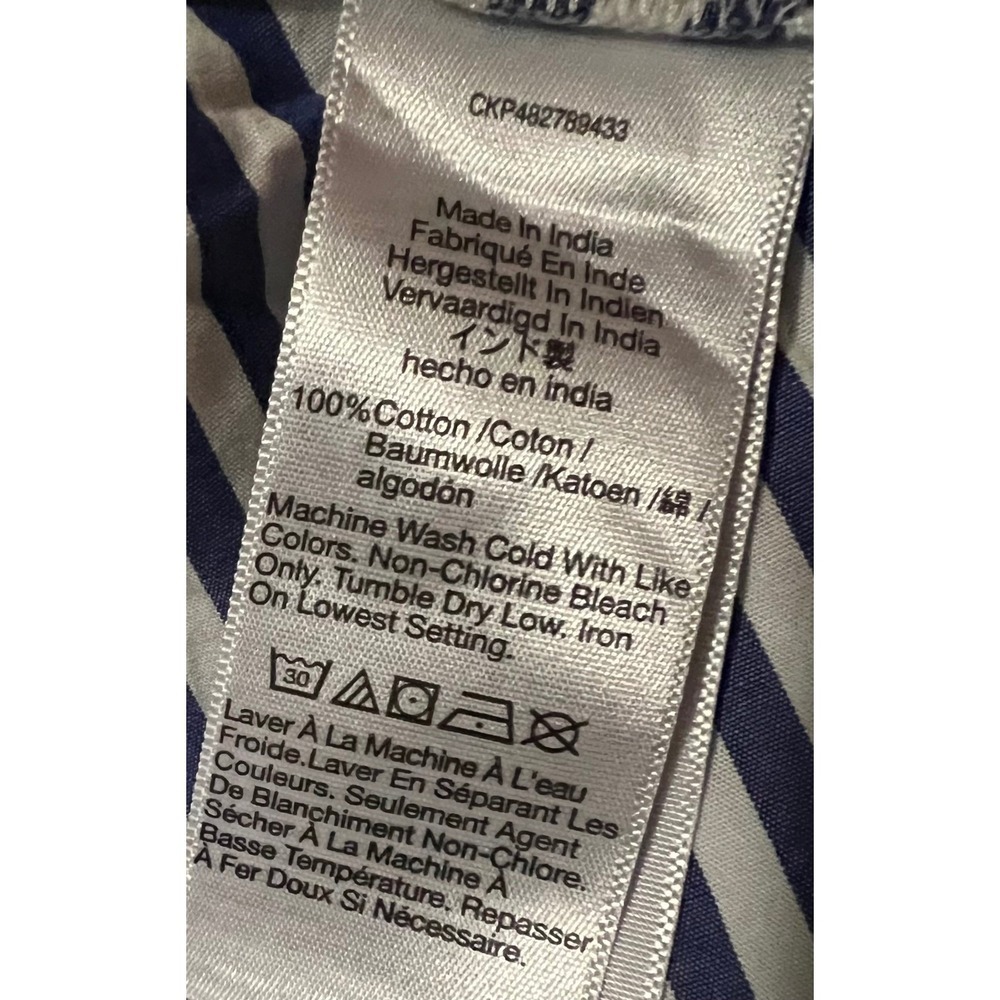 CKP482789433
Made In India
Fabriqué En Inde
Hergestellt In Indien
Vervaardigd In India
インド製
hecho en india
100%Cotton /Coton /
Baumwolle /Katoen /綿 /
algodón
Machine Wash Cold With Like
Colors. Non-Chlorine Bleach
Only. Tumble Dry Low. Iron
On Lowest Setting.
30
Laver À La Machine À L'eau
Froide.Laver En Séparant Les
Couleurs. Seulement Agent
De Blanchiment Non-Chlore.
Sécher À La Machine À
Basse Température. Repasser
À Fer Doux Si Nécessaire.